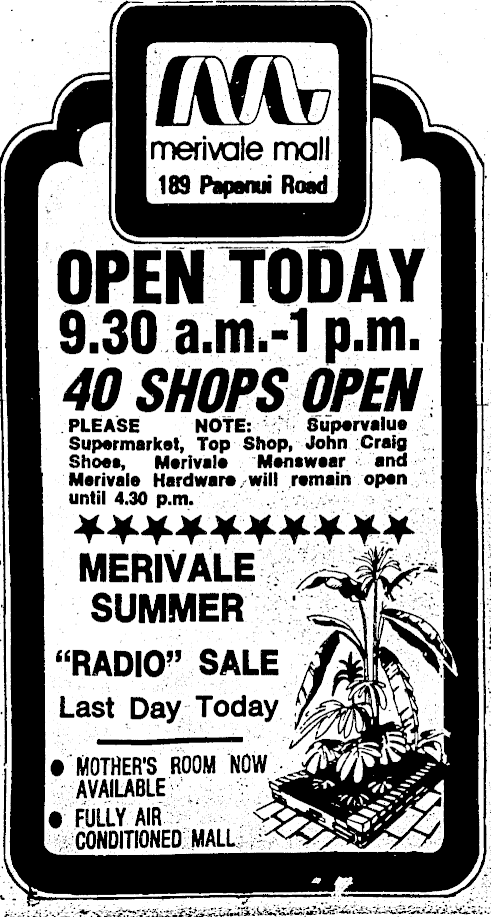 merivale mall
189 Papanui Road
OPEN TODAY
9.30 a.m.-1 p.m.
40 SHOPS OPEN
PLEASE NOTE: Supervalue
Supermarket, Top Shop, John Craig
Shoes, Merivale Menswear and
Merivale Hardware will remain open
until 4.30 p.m.
MERIVALE
SUMMER
“RADIO” SALE
Last Day Today
● MOTHER'S ROOM NOW
AVAILABLE
● FULLY AIR
CONDITIONED MALL